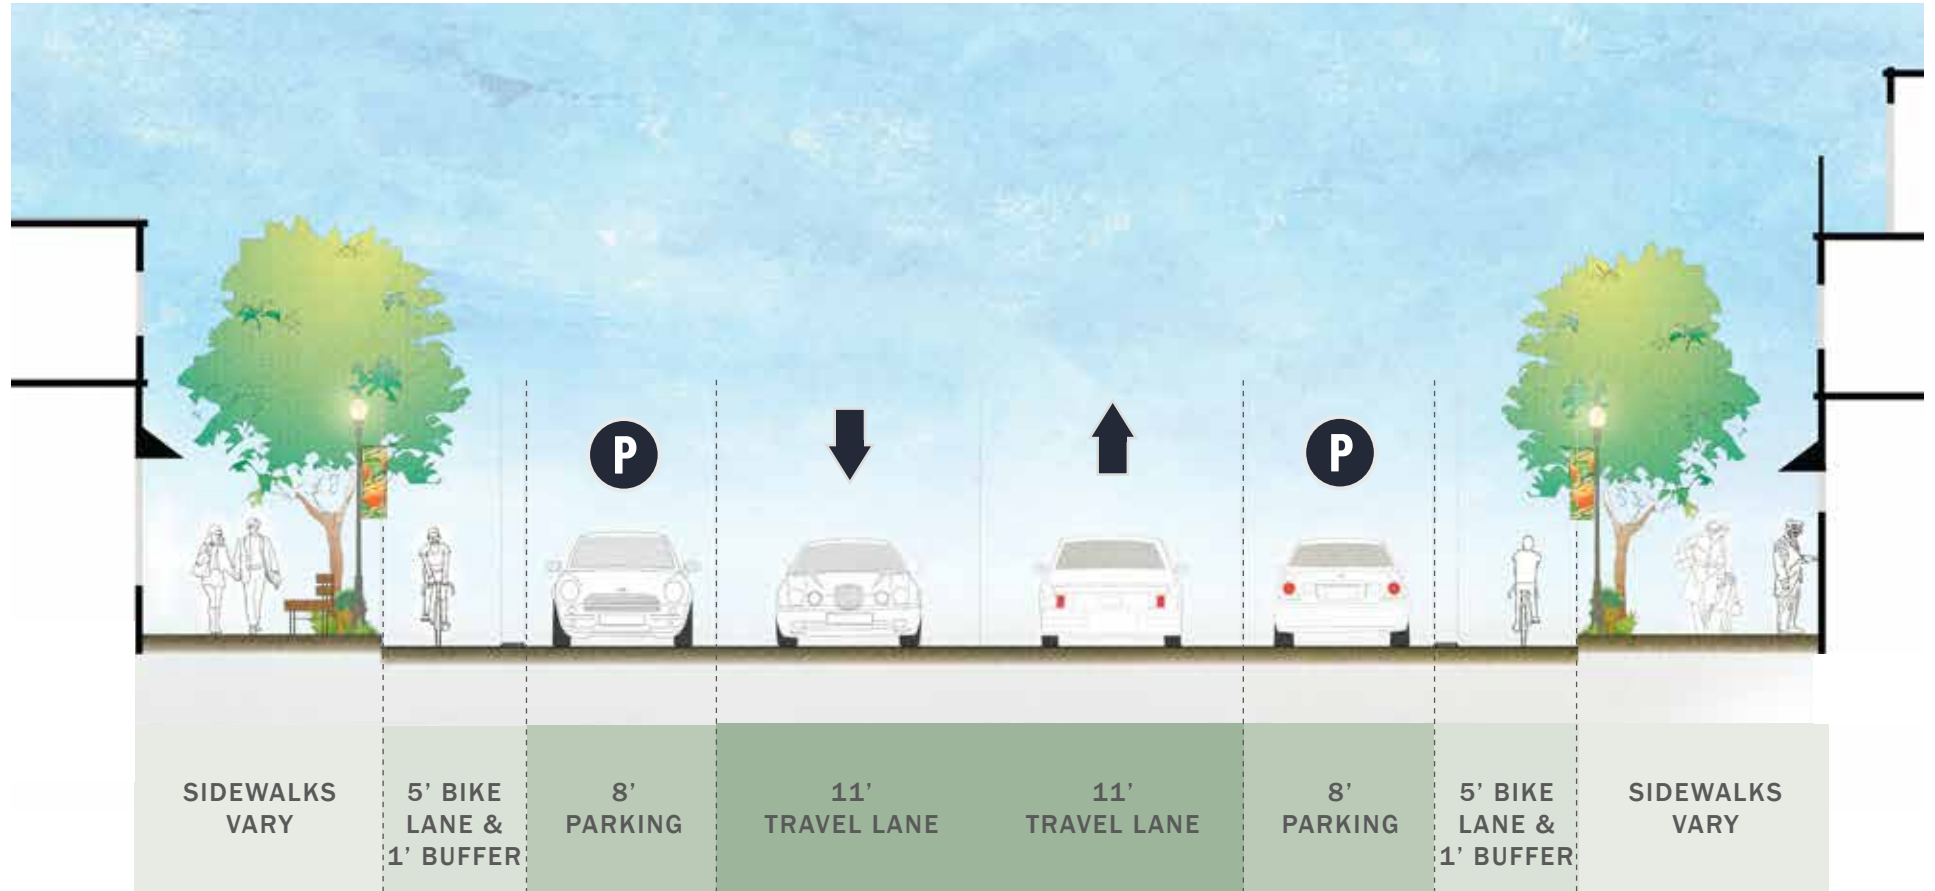 P
P
SIDEWALKS
VARY
5’ BIKE
LANE &
1’ BUFFER
8’
PARKING
11’
TRAVEL LANE
11’
TRAVEL LANE
8’
PARKING
5’ BIKE
LANE &
1’ BUFFER
SIDEWALKS
VARY